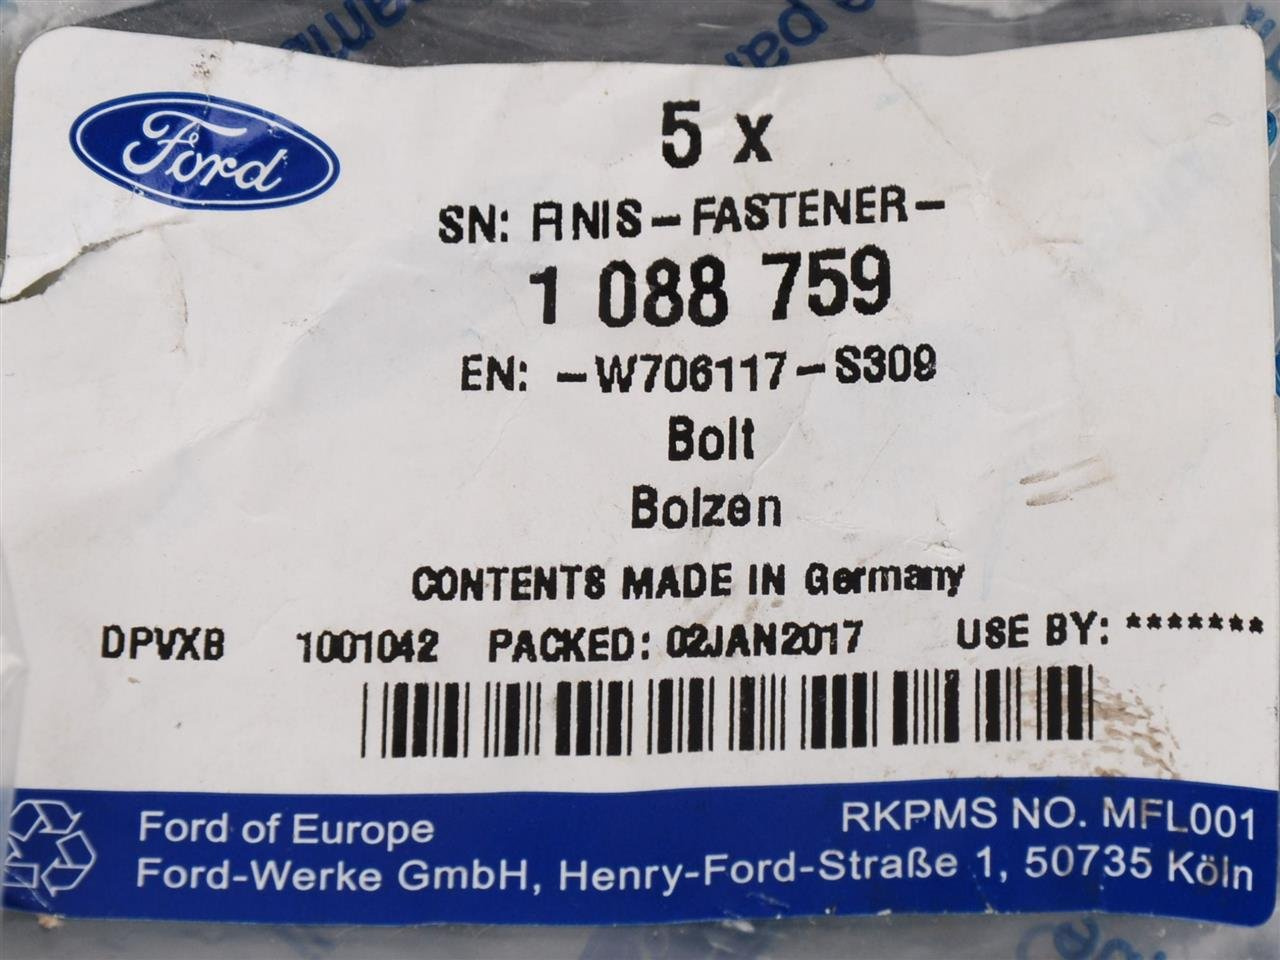 Ford
5 x
SN: FINIS-FASTENER-
1 088 759
EN: -W706117-S309
Bolt
Bolzen
CONTENTS MADE IN Germany
DPVXB 1001042 PACKED: 02JAN2017 USE BY: *******
Ford of Europe
RKPMS NO. MFL001
Ford-Werke GmbH, Henry-Ford-Straße 1, 50735 Köln